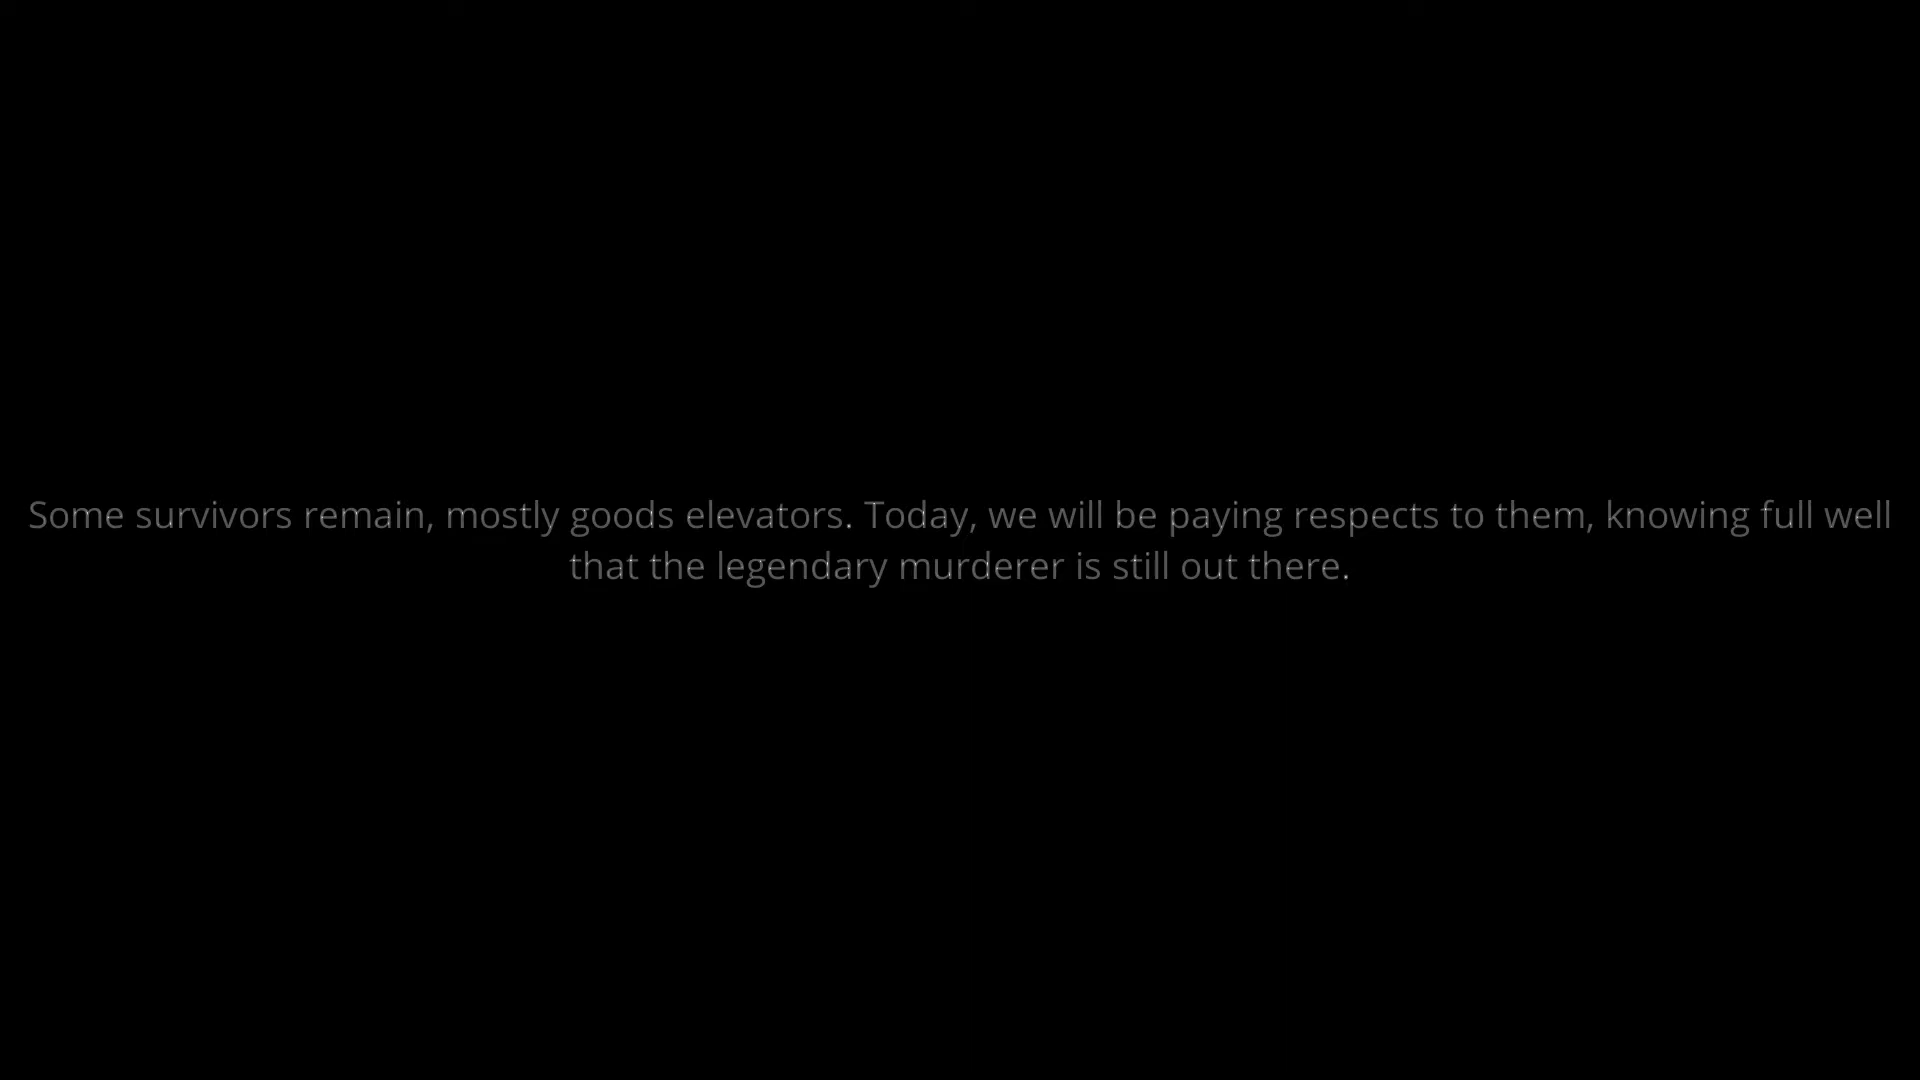 Some survivors remain, mostly goods elevators. Today, we will be paying respects to them, knowing full well
that the legendary murderer is still out there.